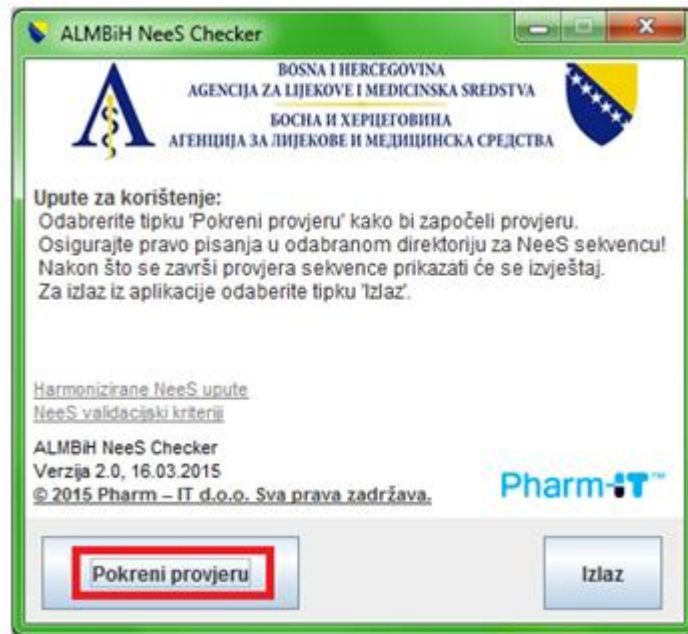 ALMBiH NeeS Checker
BOSNA I HERCEGOVINA
AGENCIJA ZA LIJEKOVE I MEDICINSKA SREDSTVA
БОСНА И ХЕРЦЕГОВИНА
АГЕНЦИЈА ЗА ЛИЈЕКОВЕ И МЕДИЦИНСКА СРЕДСТВА
Upute za korištenje:
Odabrerite tipku 'Pokreni provjeru' kako bi započeli provjeru.
Osigurajte pravo pisanja u odabranom direktoriju za NeeS sekvencu!
Nakon što se završi provjera sekvence prikazati će se izvještaj.
Za izlaz iz aplikacije odaberite tipku 'Izlaz'.
Harmonizirane NeeS upute
NeeS validacijski kriteriji
ALMBiH NeeS Checker
Verzija 2.0, 16.03.2015
© 2015 Pharm – IT d.o.o. Sva prava zadržava.
Pharm-IT™
Pokreni provjeru
Izlaz